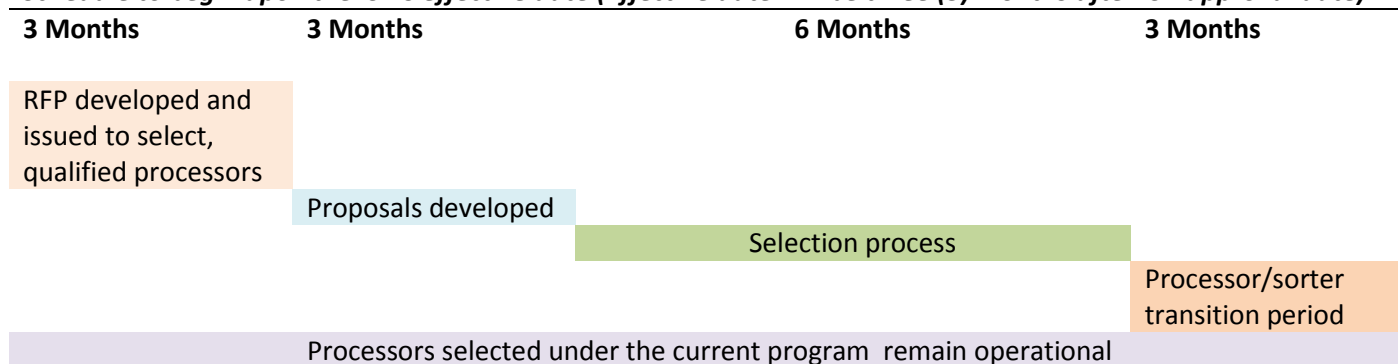 3 Months 3 Months 6 Months 3 Months
RFP developed and
issued to select,
qualified processors
Proposals developed
Selection process
Processor/sorter
transition period
Processors selected under the current program remain operational